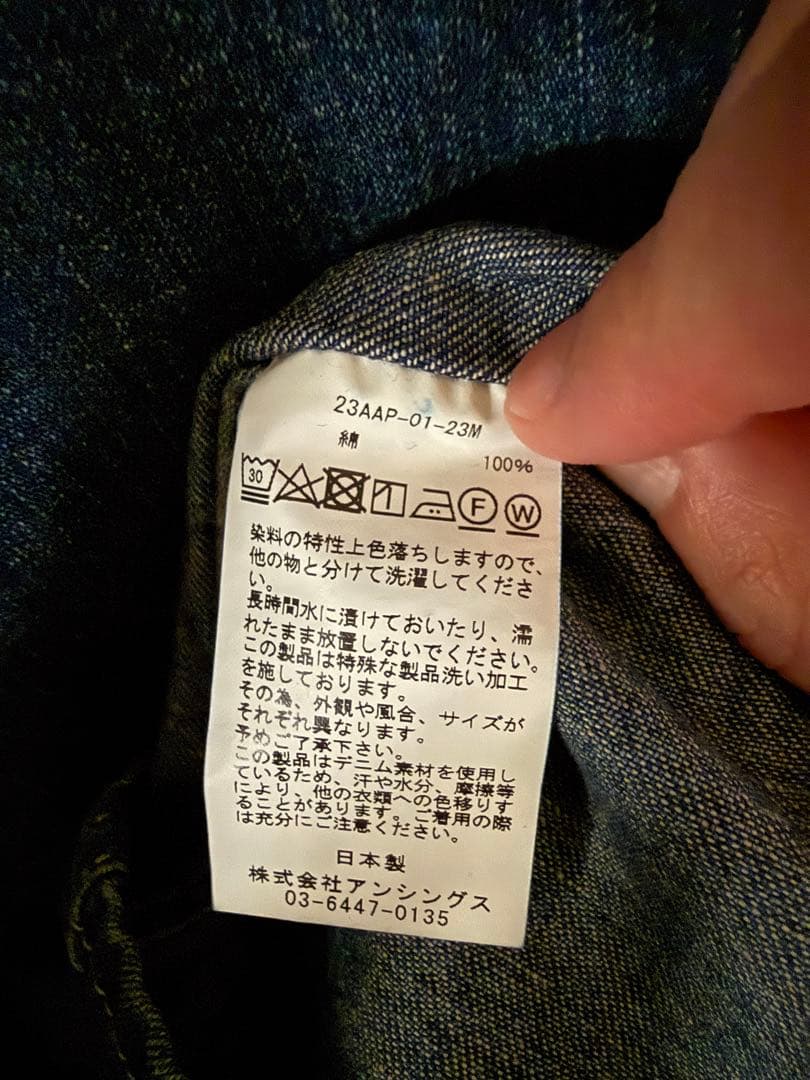 23AAP-01-23M
綿 100%
30 F W
染料の特性上色落ちしますので、
他の物と分けて洗濯してくださ
い。
長時間水に漬けておいたり、濡
れたまま放置しないでください。
この製品は特殊な製品洗い加工
を施しております。
その為、外観や風合、サイズが
それぞれ異なります。
予めご了承下さい。
この製品はデニム素材を使用し
ているため、汗や水分、摩擦等
により、他の衣類への色移りす
ることがあります。ご着用の際
は充分にご注意ください。
日本製
株式会社アンシングス
03-6447-0135